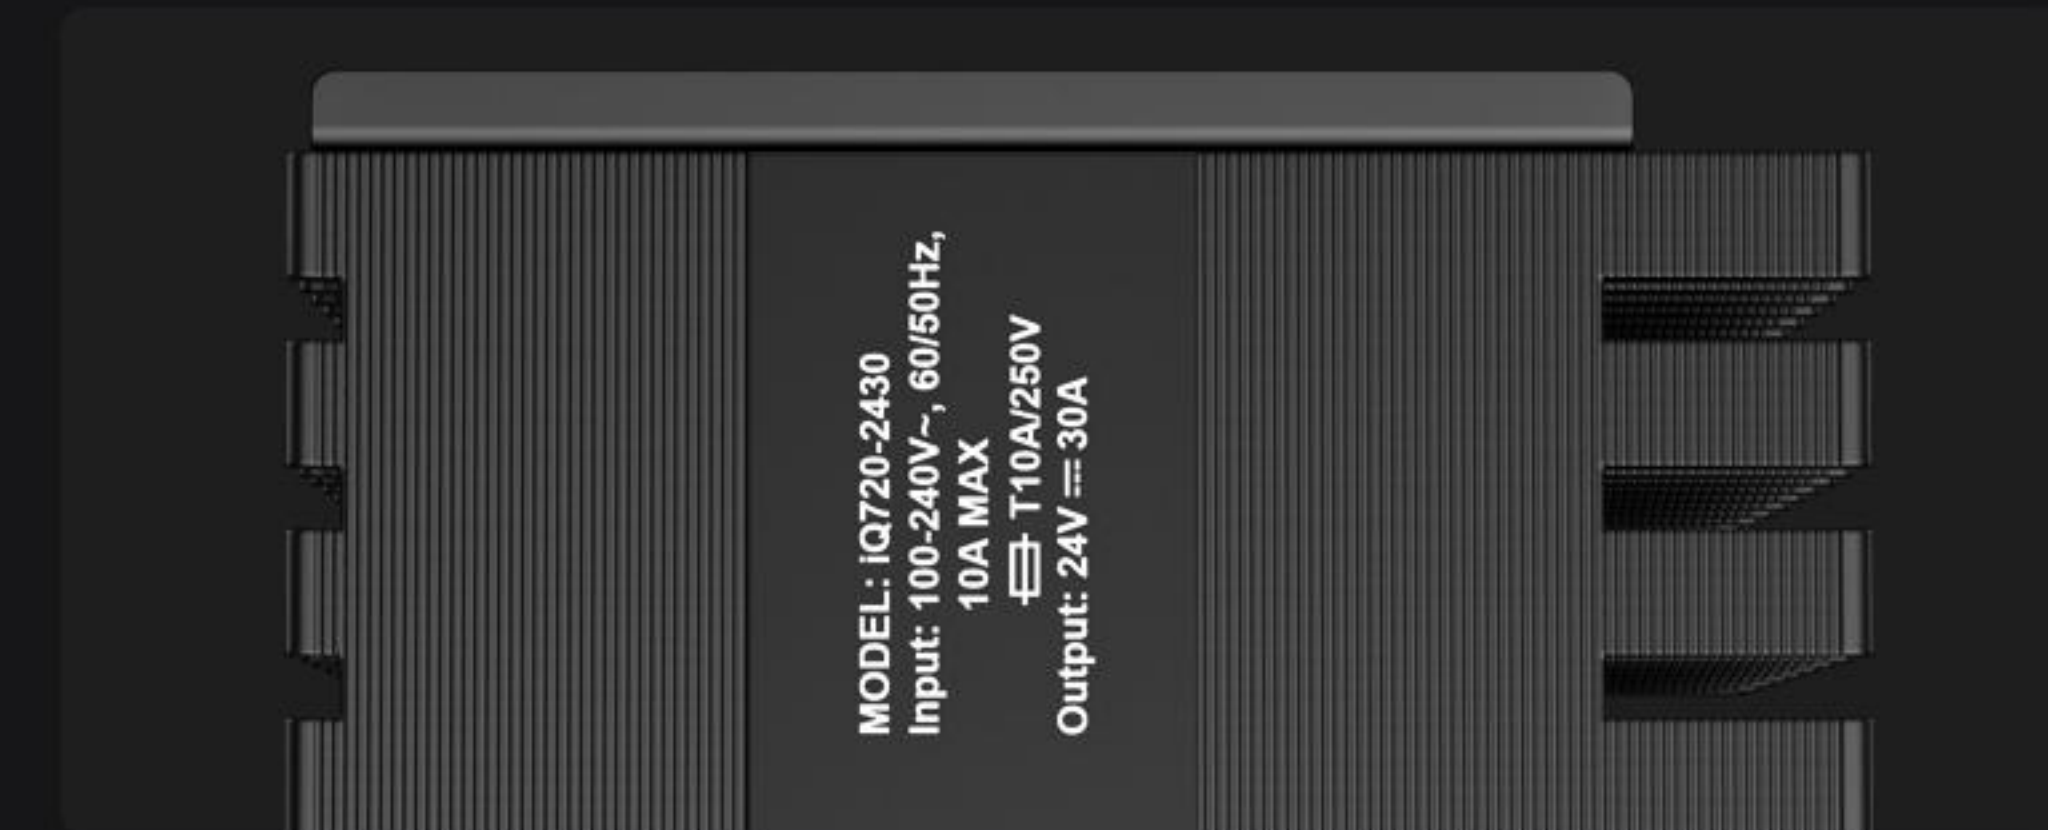 MODEL: iQ720-2430
Input: 100-240V~, 60/50Hz,
10A MAX
T10A/250V
Output: 24V ⎓ 30A